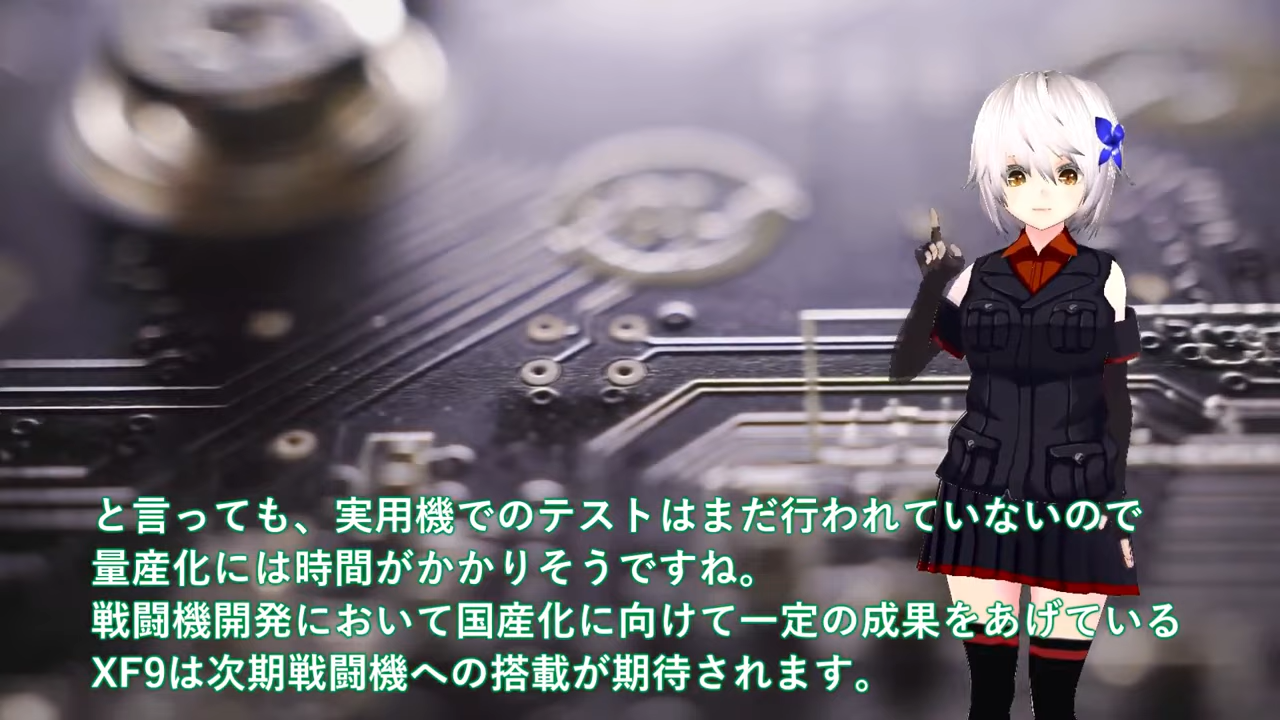 と言っても、実用機でのテストはまだ行われていないので
量産化には時間がかかりそうですね。
戦闘機開発において国産化に向けて一定の成果をあげている
XF9は次期戦闘機への搭載が期待されます。